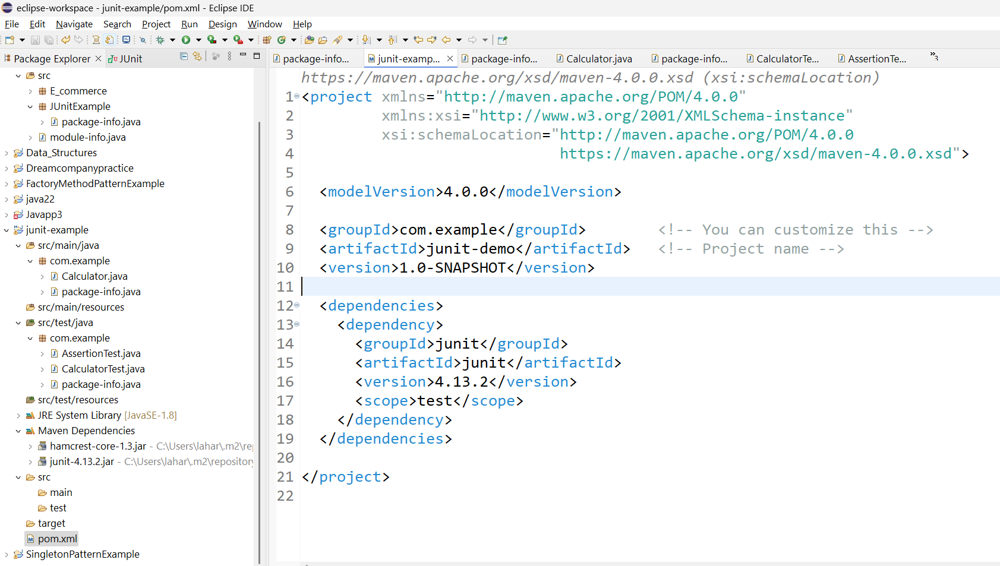 eclipse-workspace - junit-example/pom.xml - Eclipse IDE
File Edit Navigate Search Project Run Design Window Help
Package Explorer JUnit
package-info... junit-examp... package-info... Calculator.java package-info... CalculatorTe... AssertionTe... »3
src
E_commerce
JUnitExample
package-info.java
module-info.java
Data_Structures
Dreamcompanypractice
FactoryMethodPatternExample
java22
Javapp3
junit-example
src/main/java
com.example
Calculator.java
package-info.java
src/main/resources
src/test/java
com.example
AssertionTest.java
CalculatorTest.java
package-info.java
src/test/resources
JRE System Library [JavaSE-1.8]
Maven Dependencies
hamcrest-core-1.3.jar - C:\Users\lahar\.m2\rep
junit-4.13.2.jar - C:\Users\lahar\.m2\repository
src
main
test
target
pom.xml
SingletonPatternExample
https://maven.apache.org/xsd/maven-4.0.0.xsd (xsi:schemaLocation)
1 <project xmlns="http://maven.apache.org/POM/4.0.0"
2 xmlns:xsi="http://www.w3.org/2001/XMLSchema-instance"
3 xsi:schemaLocation="http://maven.apache.org/POM/4.0.0
4 https://maven.apache.org/xsd/maven-4.0.0.xsd">
5
6 <modelVersion>4.0.0</modelVersion>
7
8 <groupId>com.example</groupId> <!-- You can customize this -->
9 <artifactId>junit-demo</artifactId> <!-- Project name -->
10 <version>1.0-SNAPSHOT</version>
11
12 <dependencies>
13 <dependency>
14 <groupId>junit</groupId>
15 <artifactId>junit</artifactId>
16 <version>4.13.2</version>
17 <scope>test</scope>
18 </dependency>
19 </dependencies>
20
21 </project>
22